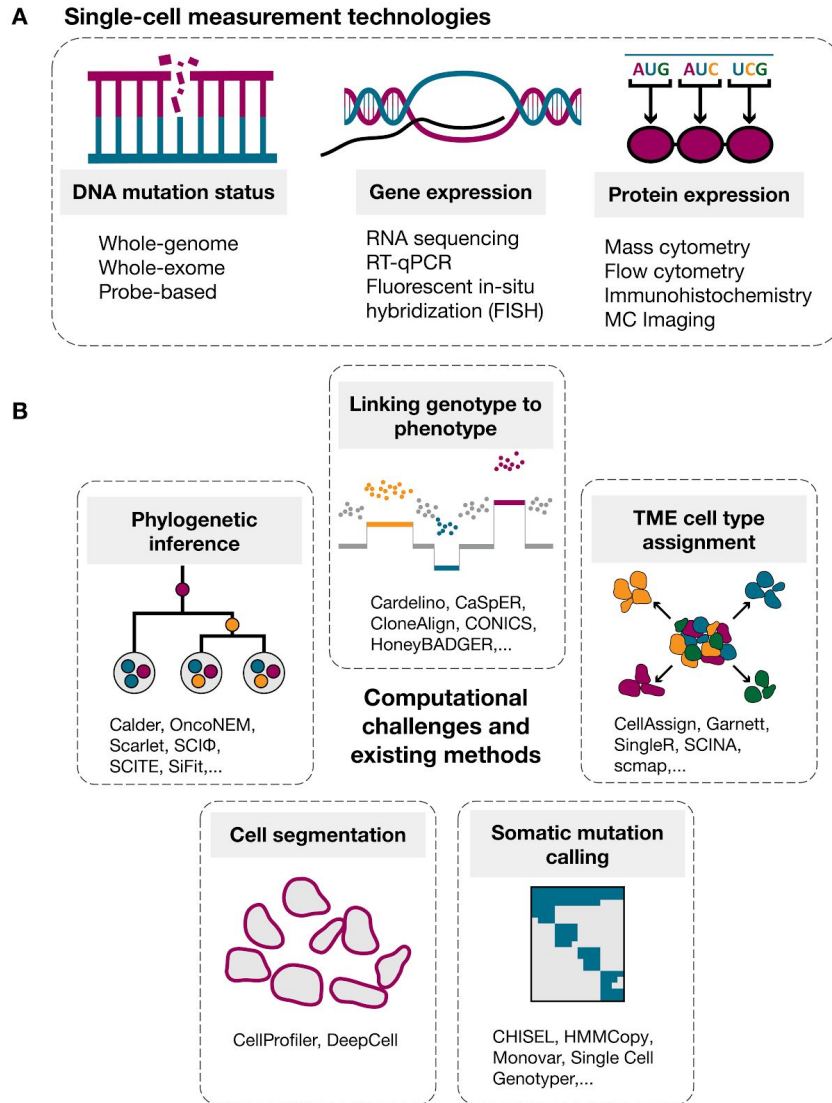 A Single-cell measurement technologies
AUG AUC UCG
DNA mutation status
Whole-genome
Whole-exome
Probe-based
Gene expression
RNA sequencing
RT-qPCR
Fluorescent in-situ
hybridization (FISH)
Protein expression
Mass cytometry
Flow cytometry
Immunohistochemistry
MC Imaging
B
Linking genotype to
phenotype
Cardelino, CaSpER,
CloneAlign, CONICS,
HoneyBADGER,...
Phylogenetic
inference
Calder, OncoNEM,
Scarlet, SCIΦ,
SCITE, SiFit,...
TME cell type
assignment
CellAssign, Garnett,
SingleR, SCINA,
scmap,...
Computational
challenges and
existing methods
Cell segmentation
CellProfiler, DeepCell
Somatic mutation
calling
CHISEL, HMMCopy,
Monovar, Single Cell
Genotyper,...